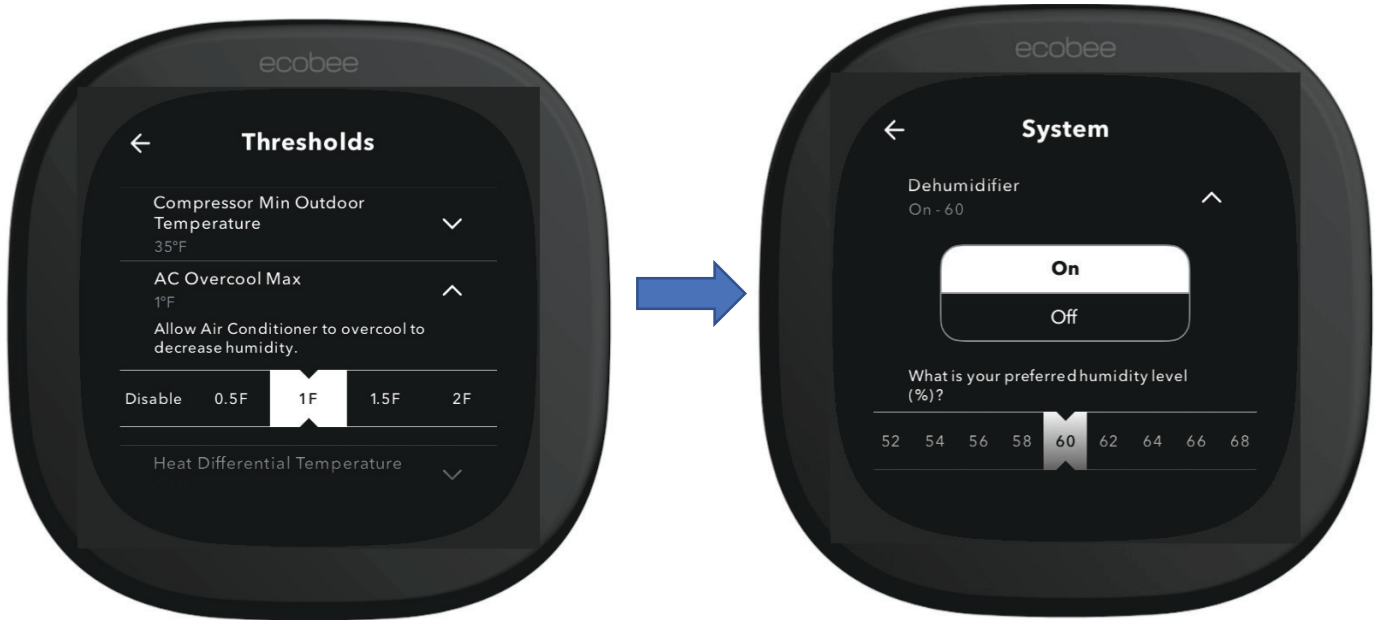 ecobee
Thresholds
Compressor Min Outdoor
Temperature
35°F
AC Overcool Max
1°F
Allow Air Conditioner to overcool to
decrease humidity.
Disable 0.5F 1F 1.5F 2F
Heat Differential Temperature
ecobee
System
Dehumidifier
On - 60
On
Off
What is your preferred humidity level
(%)?
52 54 56 58 60 62 64 66 68